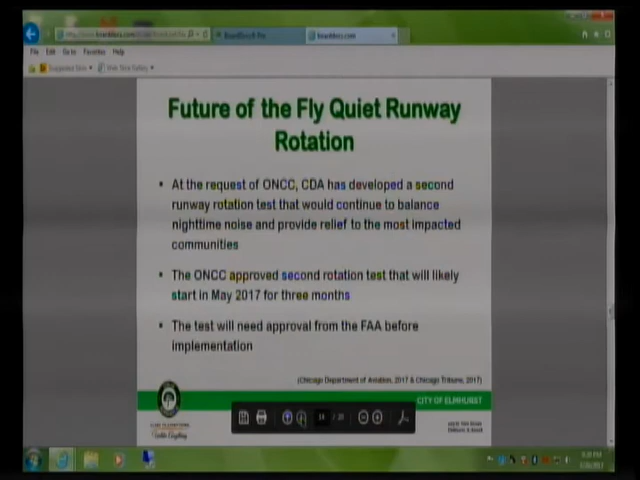 File Edit Go to Favorites Help
Future of the Fly Quiet Runway
Rotation
• At the request of ONCC, CDA has developed a second
runway rotation test that would continue to balance
nighttime noise and provide relief to the most impacted
communities
• The ONCC approved second rotation test that will likely
start in May 2017 for three months
• The test will need approval from the FAA before
implementation
(Chicago Department of Aviation, 2017 & Chicago Tribune, 2017)
CITY OF ELMHURST